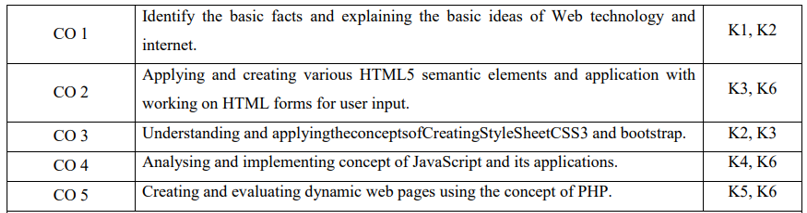 CO 1
Identify the basic facts and explaining the basic ideas of Web technology and
internet.
K1, K2
CO 2
Applying and creating various HTML5 semantic elements and application with
working on HTML forms for user input.
K3, K6
CO 3
Understanding and applyingtheconceptsofCreatingStyleSheetCSS3 and bootstrap.
K2, K3
CO 4
Analysing and implementing concept of JavaScript and its applications.
K4, K6
CO 5
Creating and evaluating dynamic web pages using the concept of PHP.
K5, K6